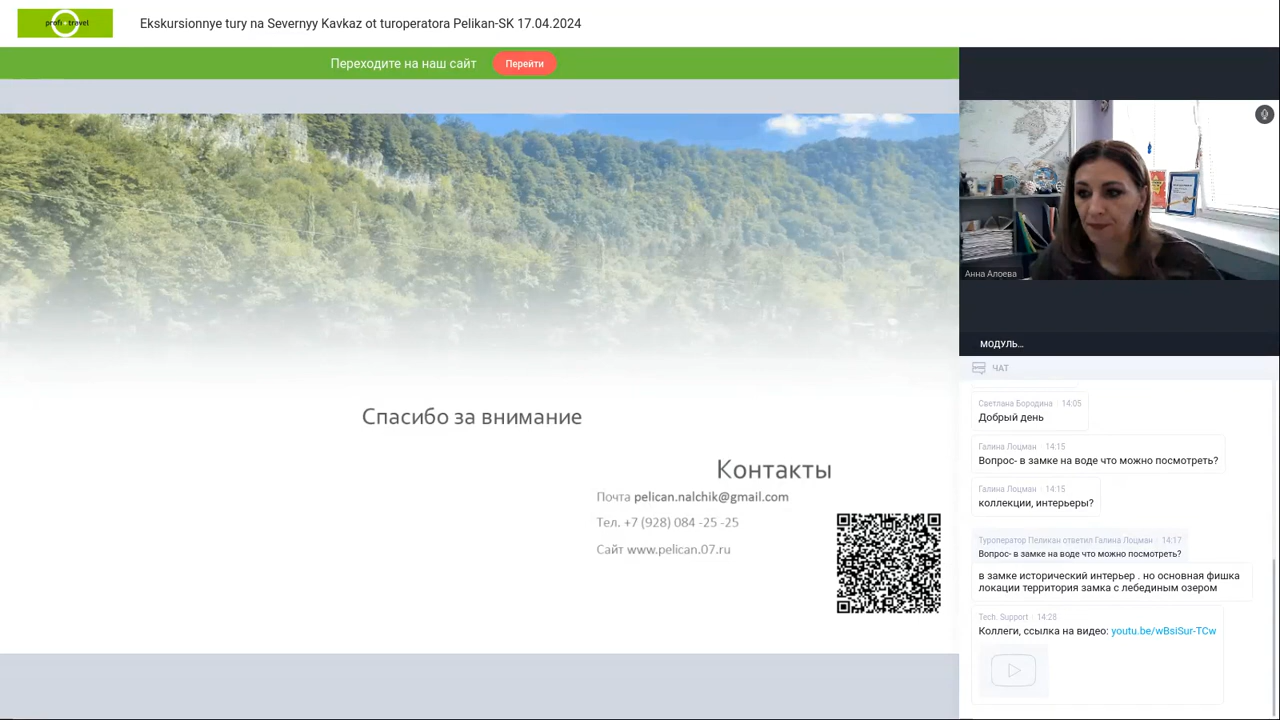 profi travel
Ekskursionnye tury na Severnyy Kavkaz ot turoperatora Pelikan-SK 17.04.2024
Переходите на наш сайт
Перейти
Спасибо за внимание
Контакты
Почта pelican.nalchik@gmail.com
Тел. +7 (928) 084 -25 -25
Сайт www.pelican.07.ru
Анна Алоева
МОДУЛЬ...
ЧАТ
Светлана Бородина 14:05
Добрый день
Галина Лоцман 14:15
Вопрос- в замке на воде что можно посмотреть?
Галина Лоцман 14:15
коллекции, интерьеры?
Туроператор Пеликан ответил Галина Лоцман 14:17
Вопрос- в замке на воде что можно посмотреть?
в замке исторический интерьер . но основная фишка
локации территория замка с лебединым озером
Tech. Support 14:28
Коллеги, ссылка на видео: youtu.be/wBsiSur-TCw